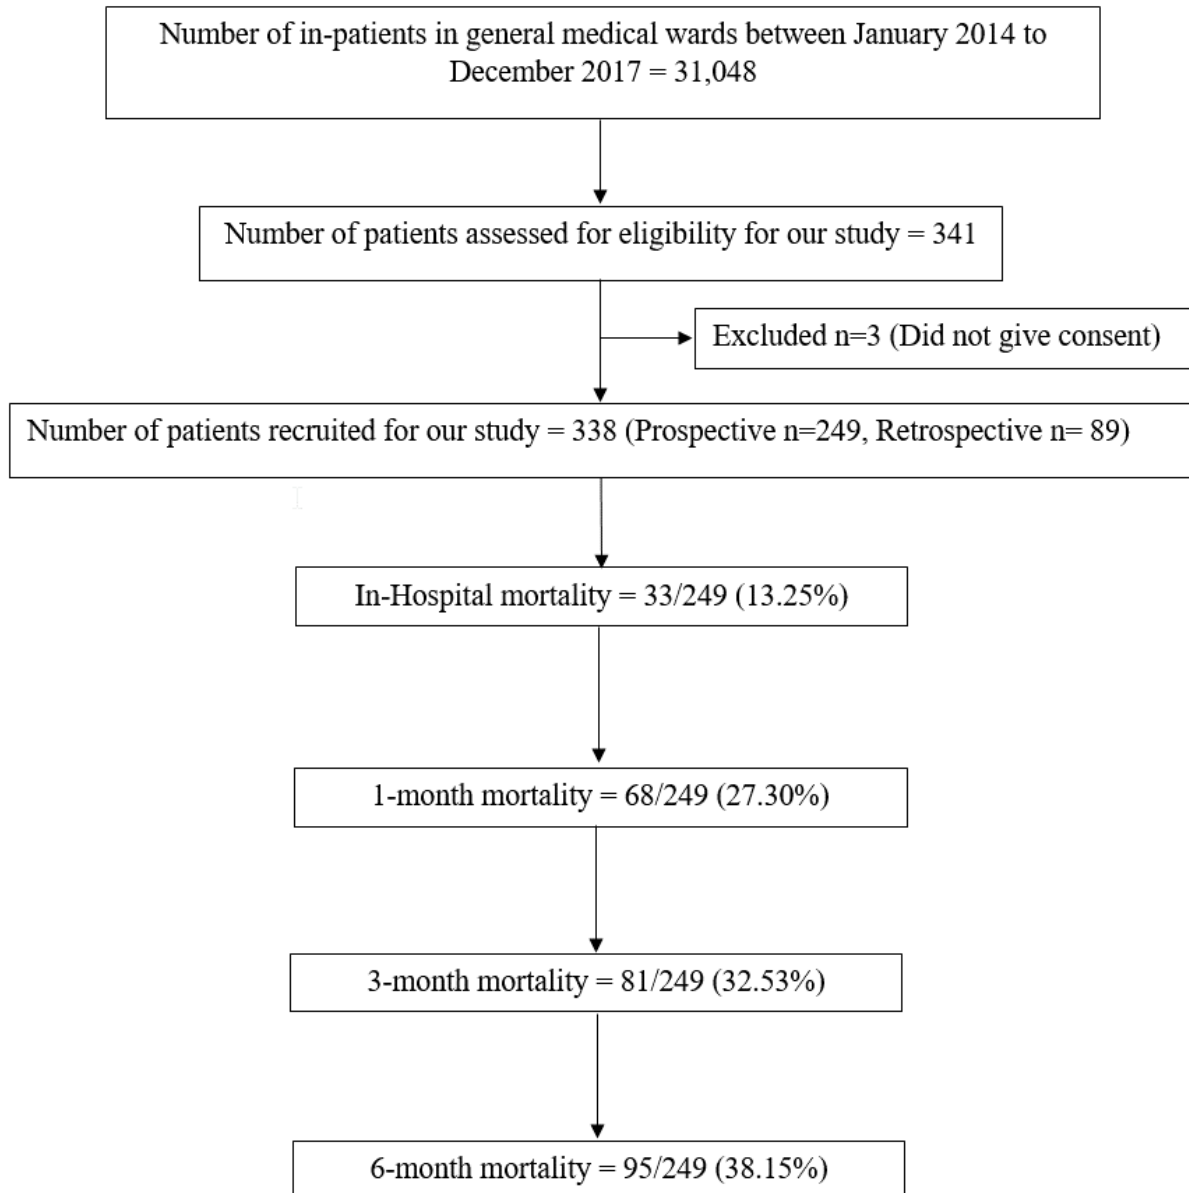 Number of in-patients in general medical wards between January 2014 to
December 2017 = 31,048
Number of patients assessed for eligibility for our study = 341
Excluded n=3 (Did not give consent)
Number of patients recruited for our study = 338 (Prospective n=249, Retrospective n= 89)
In-Hospital mortality = 33/249 (13.25%)
1-month mortality = 68/249 (27.30%)
3-month mortality = 81/249 (32.53%)
6-month mortality = 95/249 (38.15%)